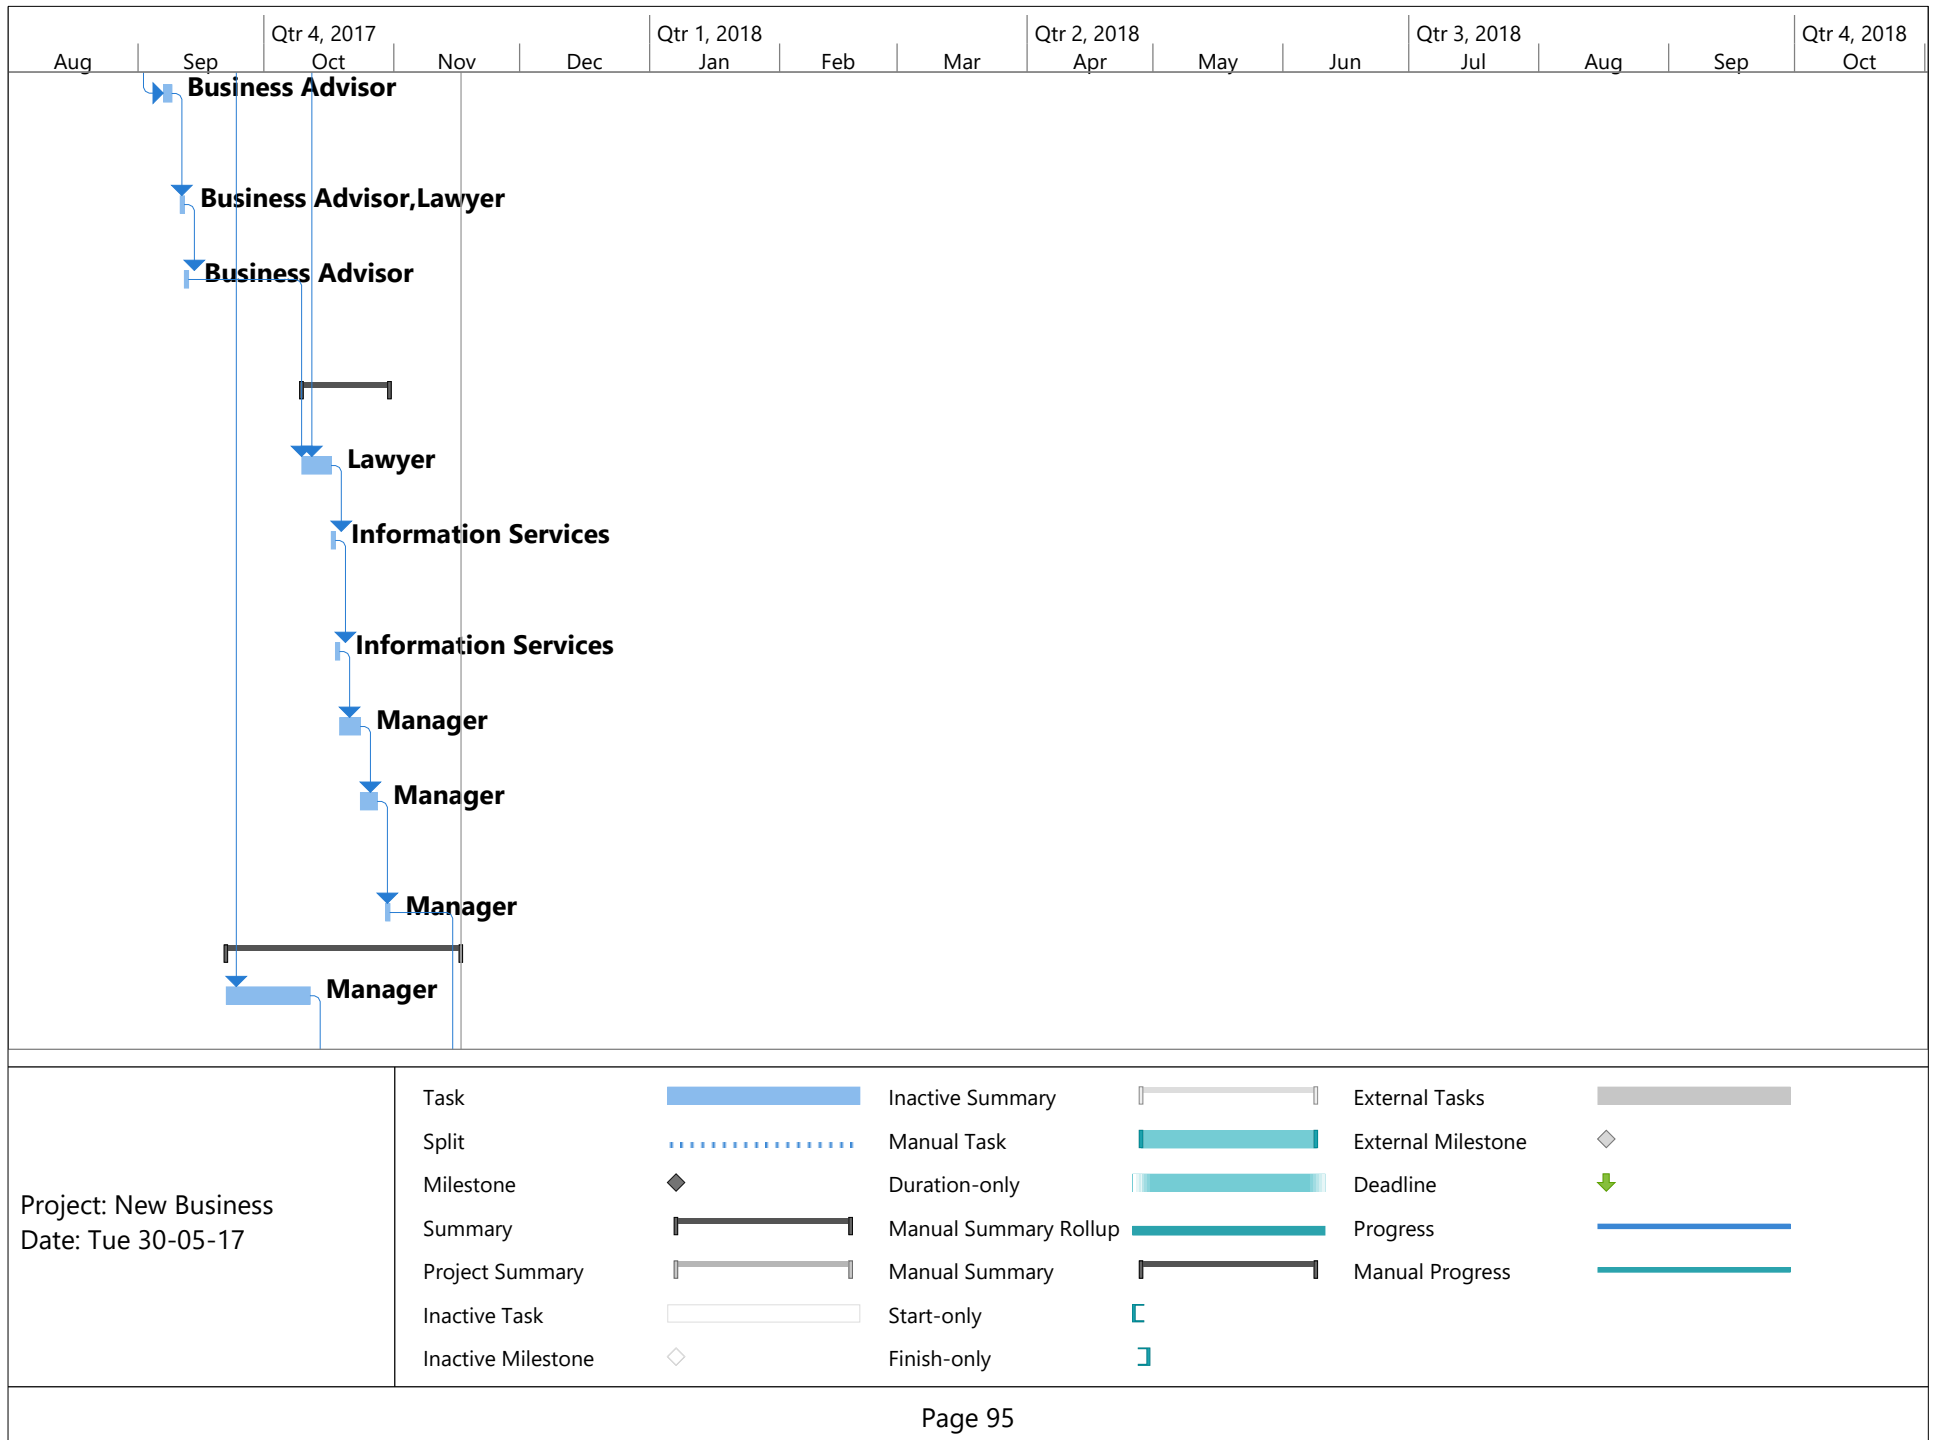 Qtr 4, 2017 Qtr 1, 2018 Qtr 2, 2018 Qtr 3, 2018 Qtr 4, 2018
Aug Sep Oct Nov Dec Jan Feb Mar Apr May Jun Jul Aug Sep Oct
Business Advisor
Business Advisor,Lawyer
Business Advisor
Lawyer
Information Services
Information Services
Manager
Manager
Manager
Manager
Project: New Business
Date: Tue 30-05-17
Task
Split
Milestone
Summary
Project Summary
Inactive Task
Inactive Milestone
Inactive Summary
Manual Task
Duration-only
Manual Summary Rollup
Manual Summary
Start-only
Finish-only
External Tasks
External Milestone
Deadline
Progress
Manual Progress
Page 95